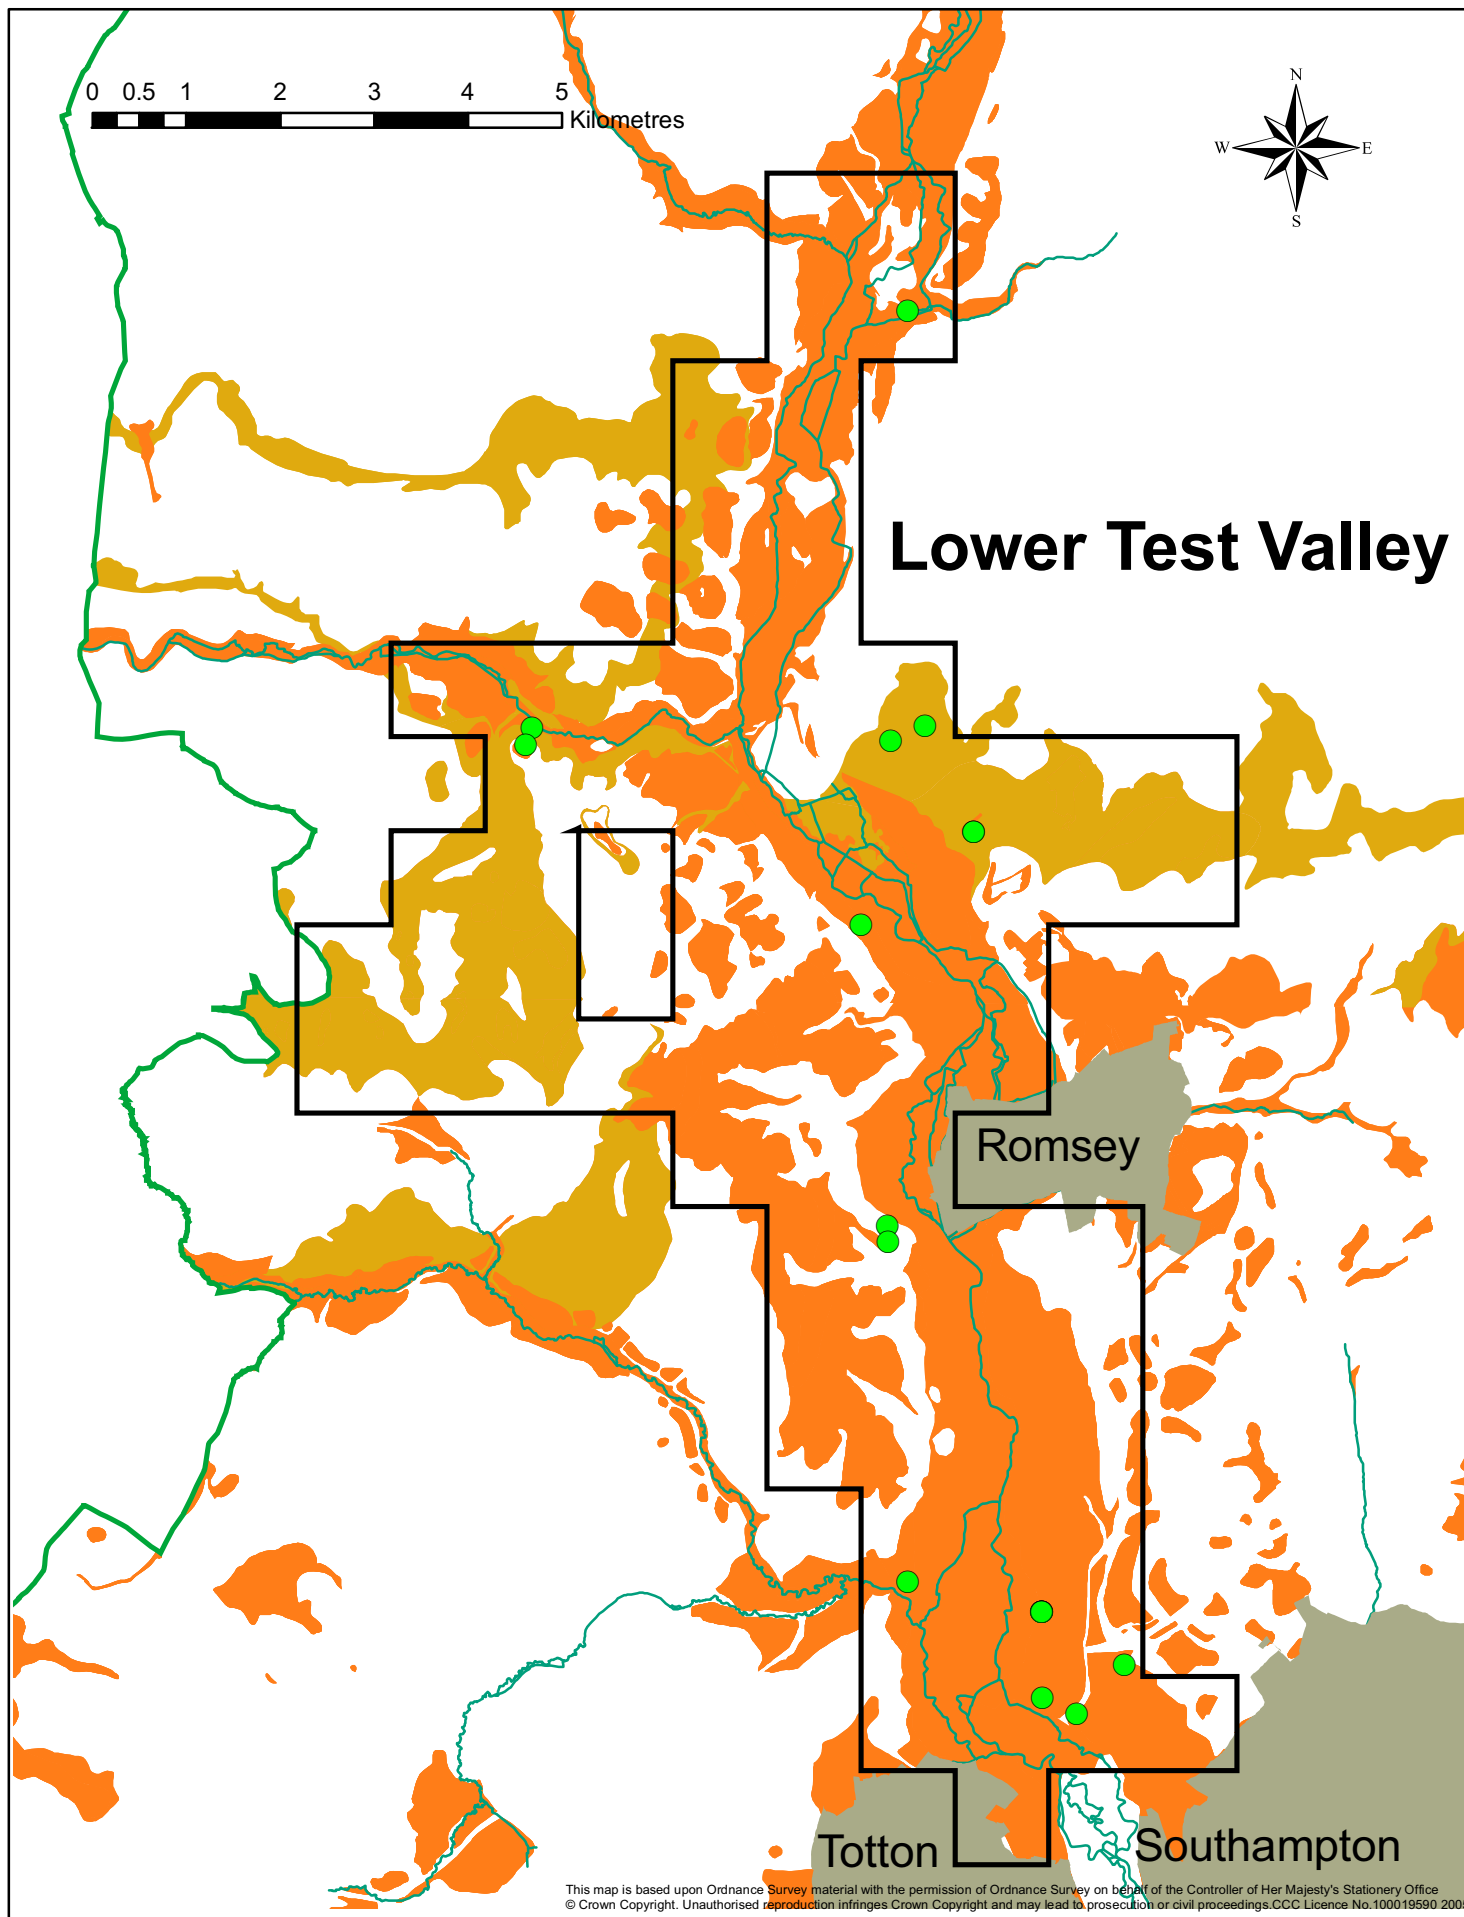 0 0.5 1 2 3 4 5
Kilometres
N
W E
S
Lower Test Valley
Romsey
Totton
Southampton
This map is based upon Ordnance Survey material with the permission of Ordnance Survey on behalf of the Controller of Her Majesty's Stationery Office
© Crown Copyright. Unauthorised reproduction infringes Crown Copyright and may lead to prosecution or civil proceedings.CCC Licence No.100019590 2005